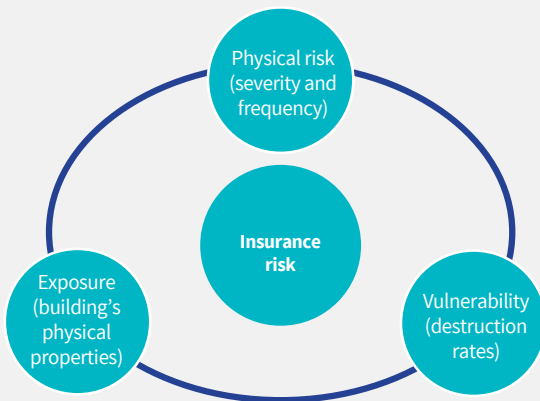 Physical risk
(severity and
frequency)
Insurance
risk
Exposure
(building’s
physical
properties)
Vulnerability
(destruction
rates)